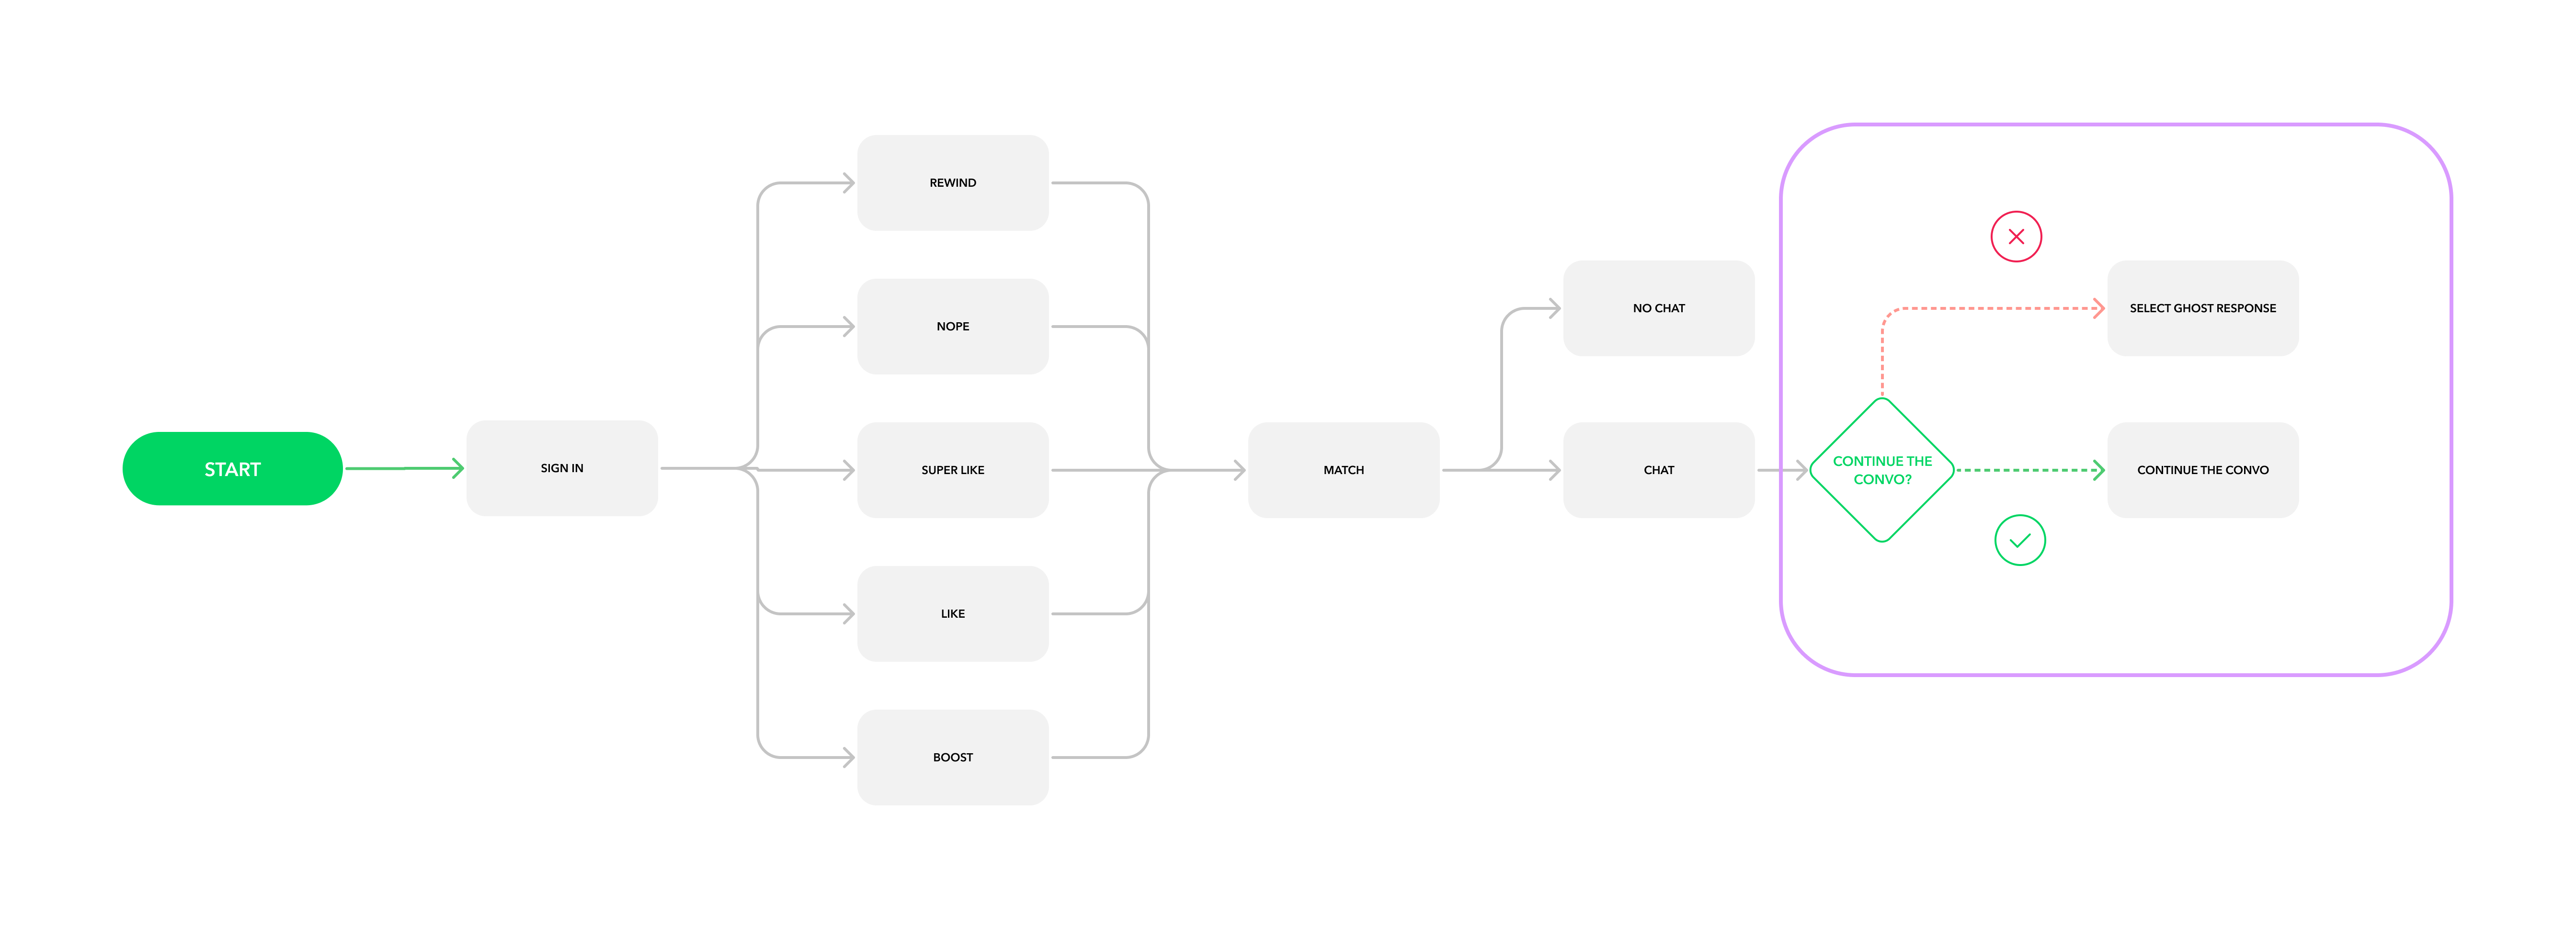 START
SIGN IN
REWIND
NOPE
SUPER LIKE
LIKE
BOOST
MATCH
NO CHAT
CHAT
CONTINUE THE
CONVO?
SELECT GHOST RESPONSE
CONTINUE THE CONVO